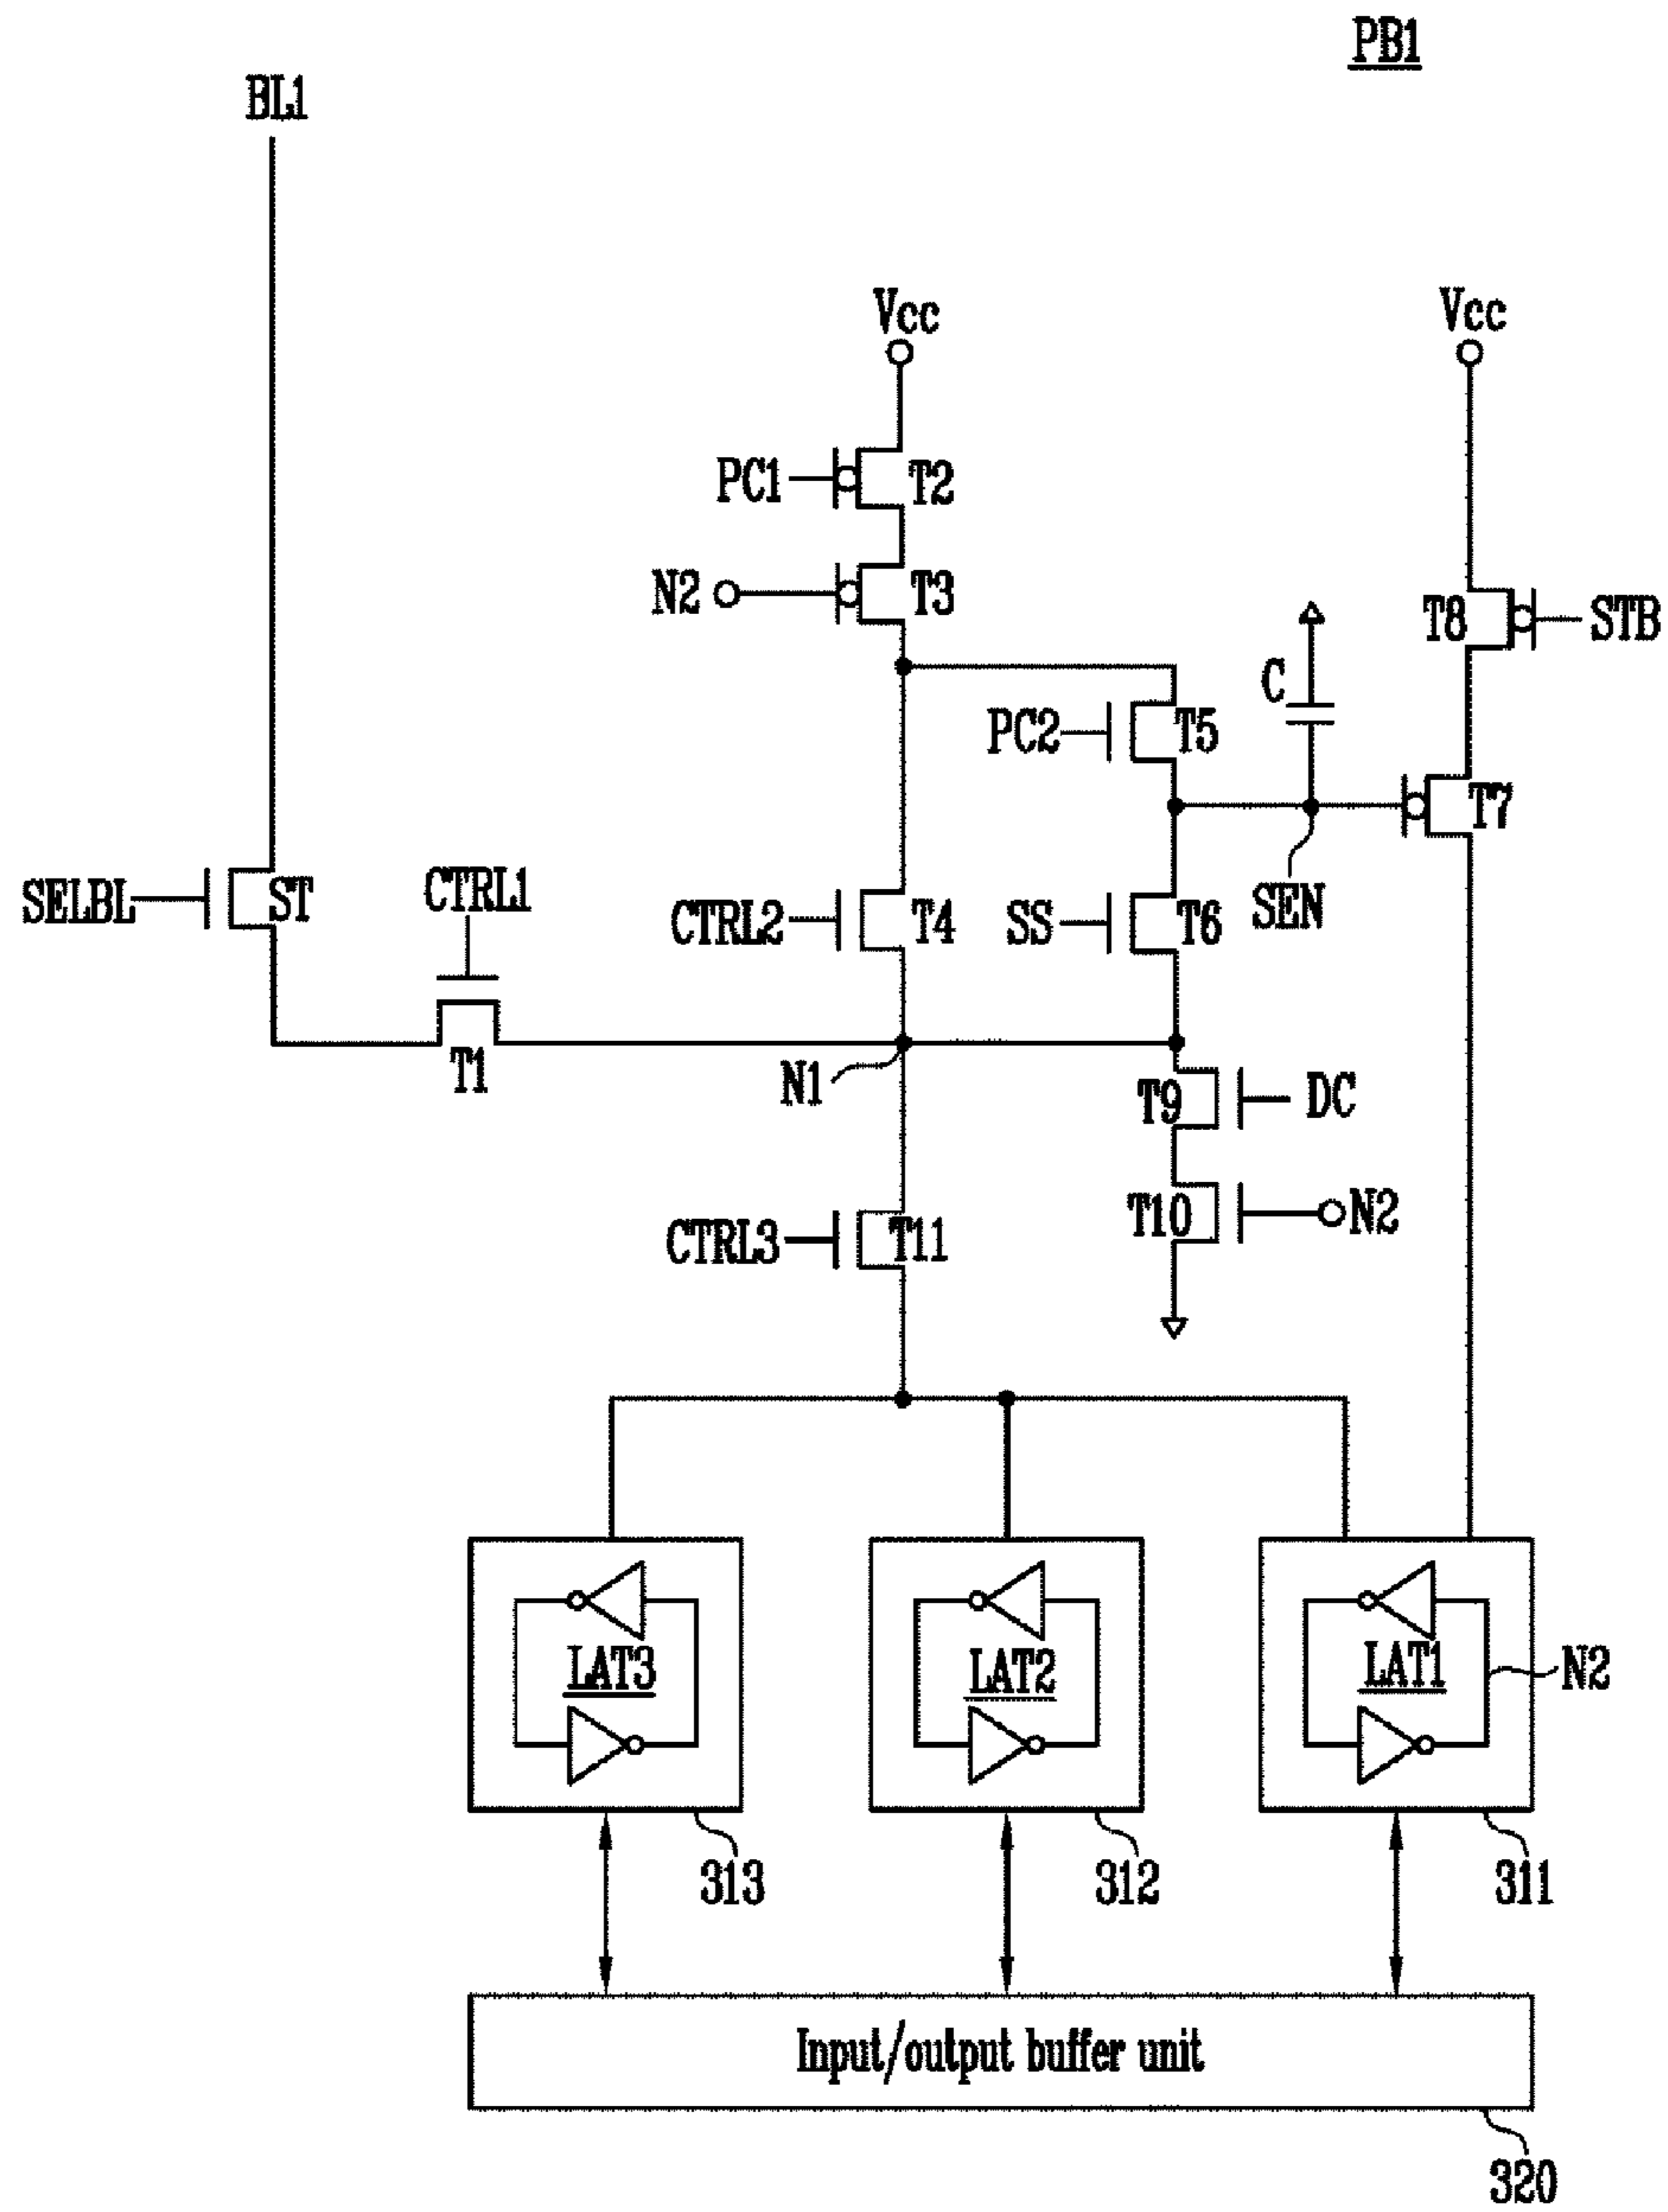 PB1
BL1
Vcc
Vcc
PC1
T2
N2
T3
T8
STB
C
PC2
T5
T7
SELBL
ST
CTRL1
CTRL2
T4
SS
T6
SEN
T1
N1
T9
DC
T10
N2
CTRL3
T11
LAT3
LAT2
LAT1
N2
313
312
311
Input/output buffer unit
320